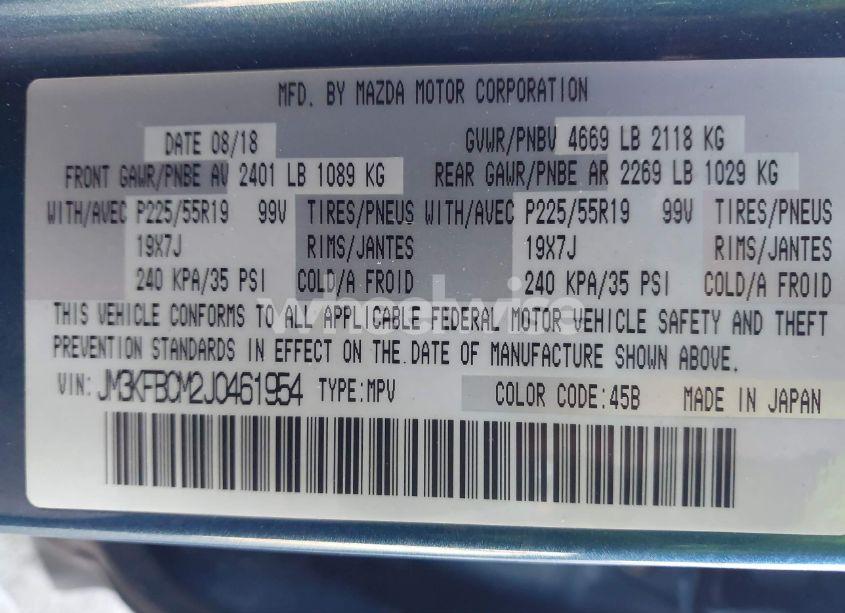 MFD. BY MAZDA MOTOR CORPORATION
DATE 08/18 GVWR/PNBV 4669 LB 2118 KG
FRONT GAWR/PNBE AV 2401 LB 1089 KG REAR GAWR/PNBE AR 2269 LB 1029 KG
WITH/AVEC P225/55R19 99V TIRES/PNEUS WITH/AVEC P225/55R19 99V TIRES/PNEUS
19X7J RIMS/JANTES 19X7J RIMS/JANTES
240 KPA/35 PSI COLD/A FROID 240 KPA/35 PSI COLD/A FROID
wheelwise
THIS VEHICLE CONFORMS TO ALL APPLICABLE FEDERAL MOTOR VEHICLE SAFETY AND THEFT
PREVENTION STANDARDS IN EFFECT ON THE DATE OF MANUFACTURE SHOWN ABOVE.
VIN: JM3KFBCM2J0461954 TYPE:MPV COLOR CODE:45B MADE IN JAPAN